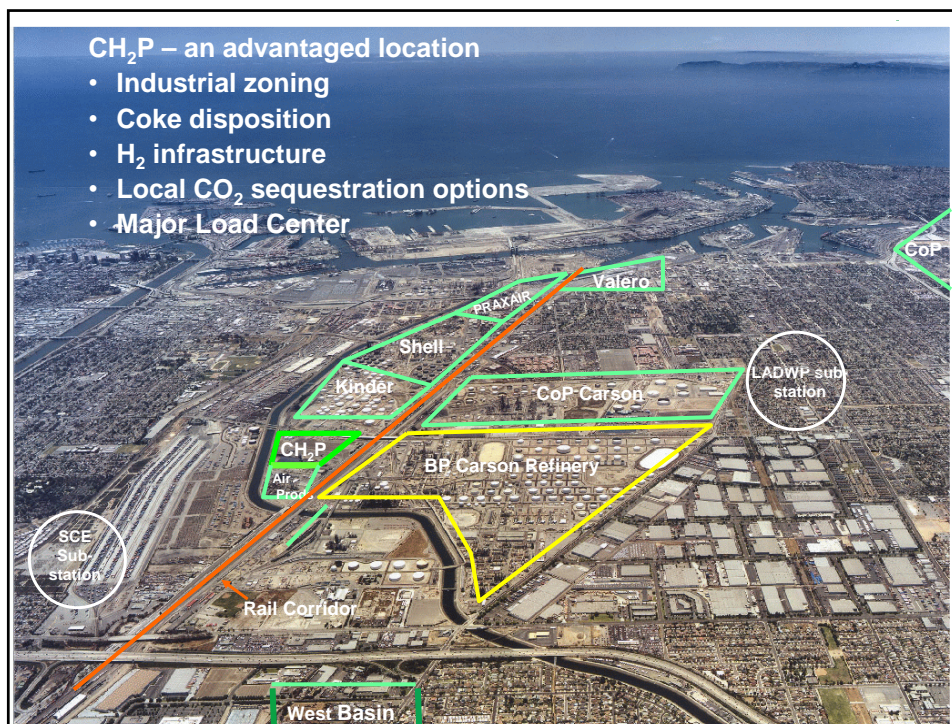 CH₂P – an advantaged location
• Industrial zoning
• Coke disposition
• H₂ infrastructure
• Local CO₂ sequestration options
• Major Load Center
CoP
Valero
PRAXAIR
Shell
Kinder
LADWP sub-
station
CoP Carson
CH₂P
BP Carson Refinery
Air
Prods
SCE
Sub-
station
Rail Corridor
West Basin